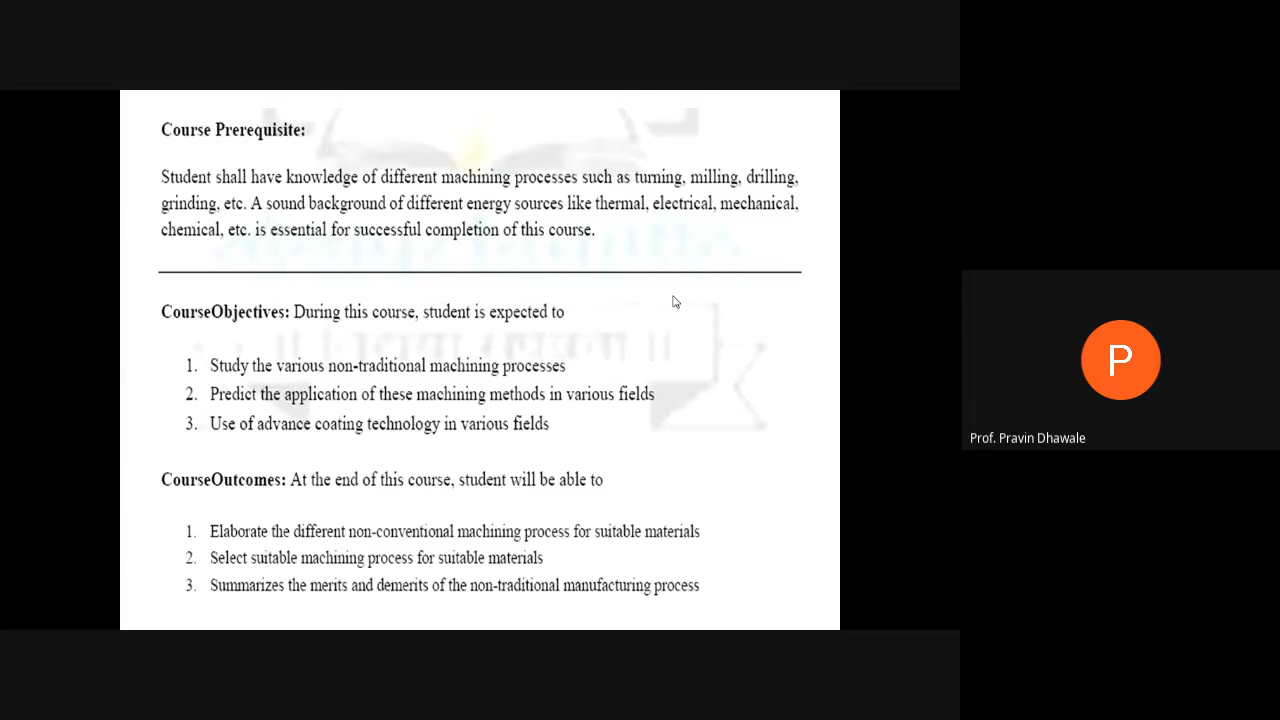 Course Prerequisite:
Student shall have knowledge of different machining processes such as turning, milling, drilling,
grinding, etc. A sound background of different energy sources like thermal, electrical, mechanical,
chemical, etc. is essential for successful completion of this course.
CourseObjectives: During this course, student is expected to
1. Study the various non-traditional machining processes
2. Predict the application of these machining methods in various fields
3. Use of advance coating technology in various fields
CourseOutcomes: At the end of this course, student will be able to
1. Elaborate the different non-conventional machining process for suitable materials
2. Select suitable machining process for suitable materials
3. Summarizes the merits and demerits of the non-traditional manufacturing process
P
Prof. Pravin Dhawale